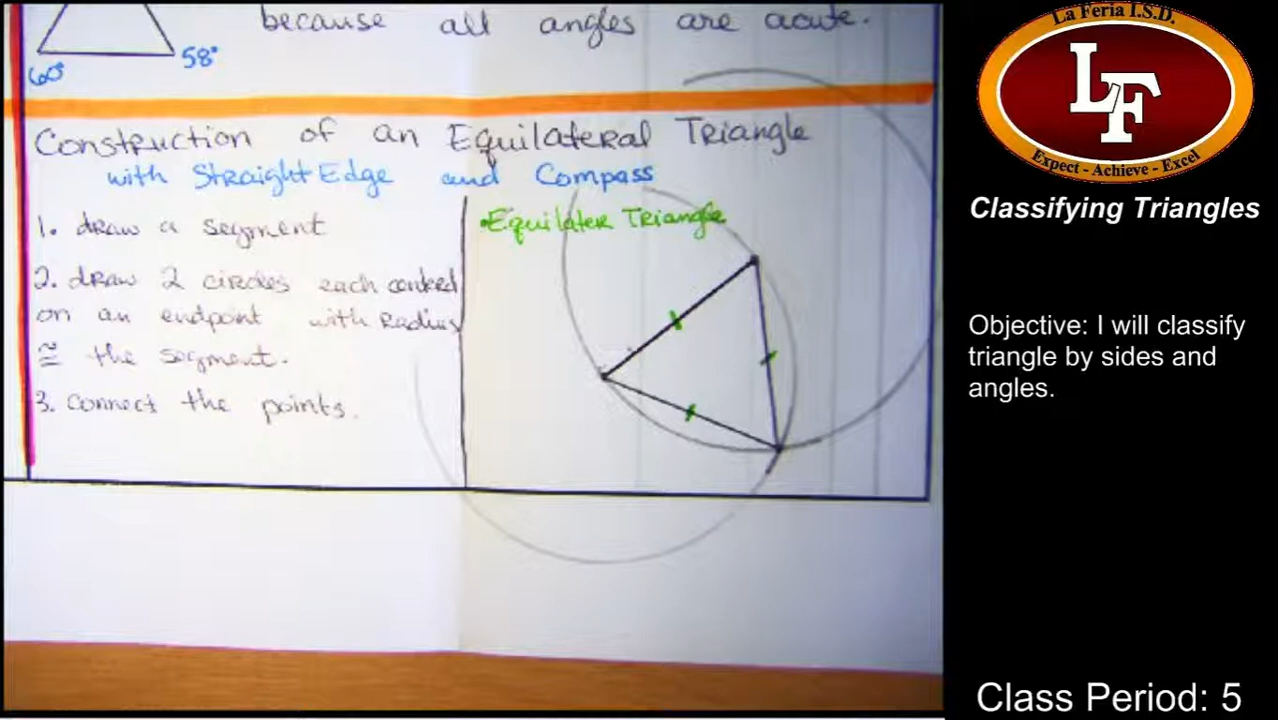 because all angles are acute.
60°
58°
Construction of an Equilateral Triangle
with Straight Edge and Compass
1. draw a segment
2. draw 2 circles each centered
on an endpoint with Radius
≅ the segment.
3. Connect the points.
•Equilater Triangle
La Feria I.S.D.
LF
Expect - Achieve - Excel
Classifying Triangles
Objective: I will classify
triangle by sides and
angles.
Class Period: 5